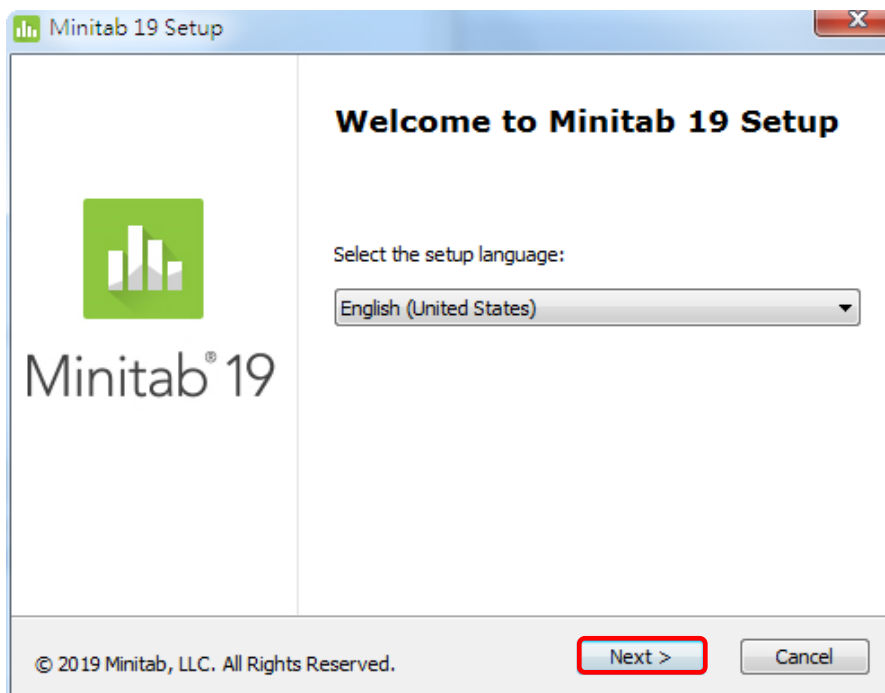 Minitab 19 Setup
Welcome to Minitab 19 Setup
Select the setup language:
English (United States)
Minitab® 19
© 2019 Minitab, LLC. All Rights Reserved.
Next >
Cancel